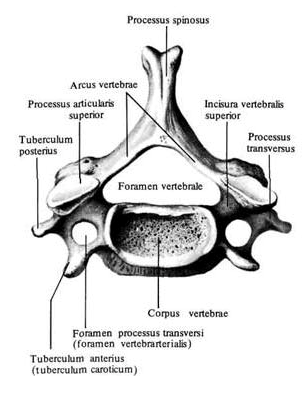 Processus spinosus
Arcus vertebrae
Processus articularis
superior
Incisura vertebralis
superior
Tuberculum
posterius
Processus
transversus
Foramen vertebrale
Corpus vertebrae
Foramen processus transversi
(foramen vertebrarterialis)
Tuberculum anterius
(tuberculum caroticum)